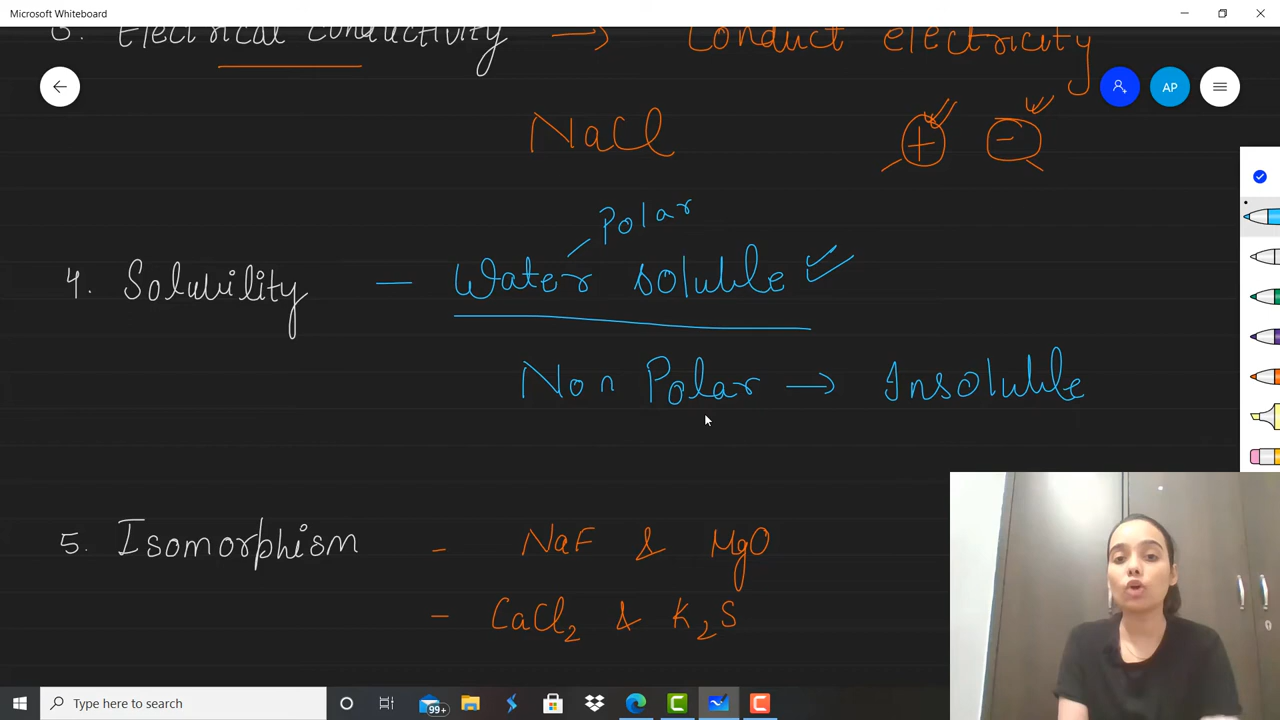 Microsoft Whiteboard
3. Electrical conductivity → Conduct electricity
AP
NaCl + -
Polar
4. Solubility - Water soluble
Non Polar → Insoluble
5. Isomorphism - NaF & MgO
- CaCl₂ & K₂S
Type here to search
99+